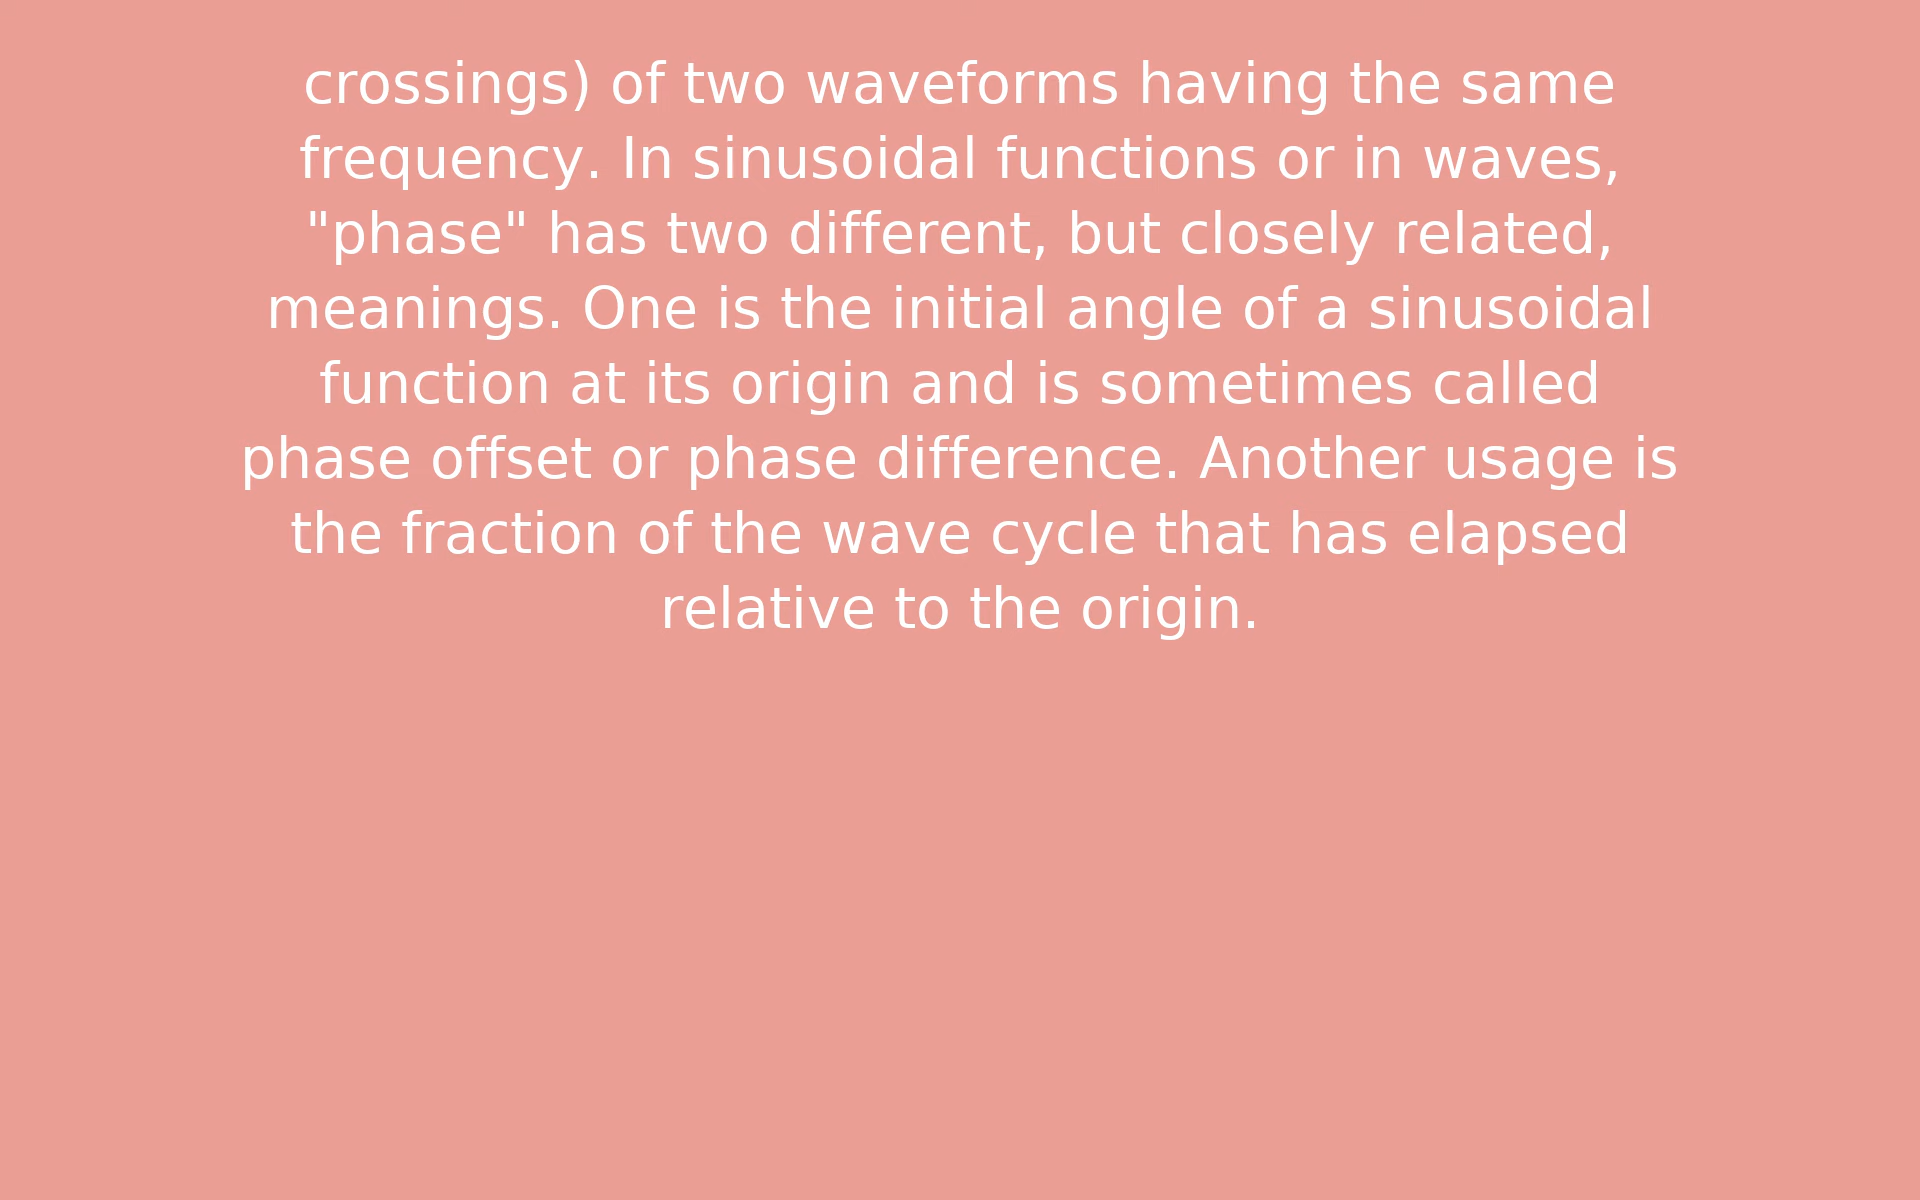 crossings) of two waveforms having the same
frequency. In sinusoidal functions or in waves,
"phase" has two different, but closely related,
meanings. One is the initial angle of a sinusoidal
function at its origin and is sometimes called
phase offset or phase difference. Another usage is
the fraction of the wave cycle that has elapsed
relative to the origin.